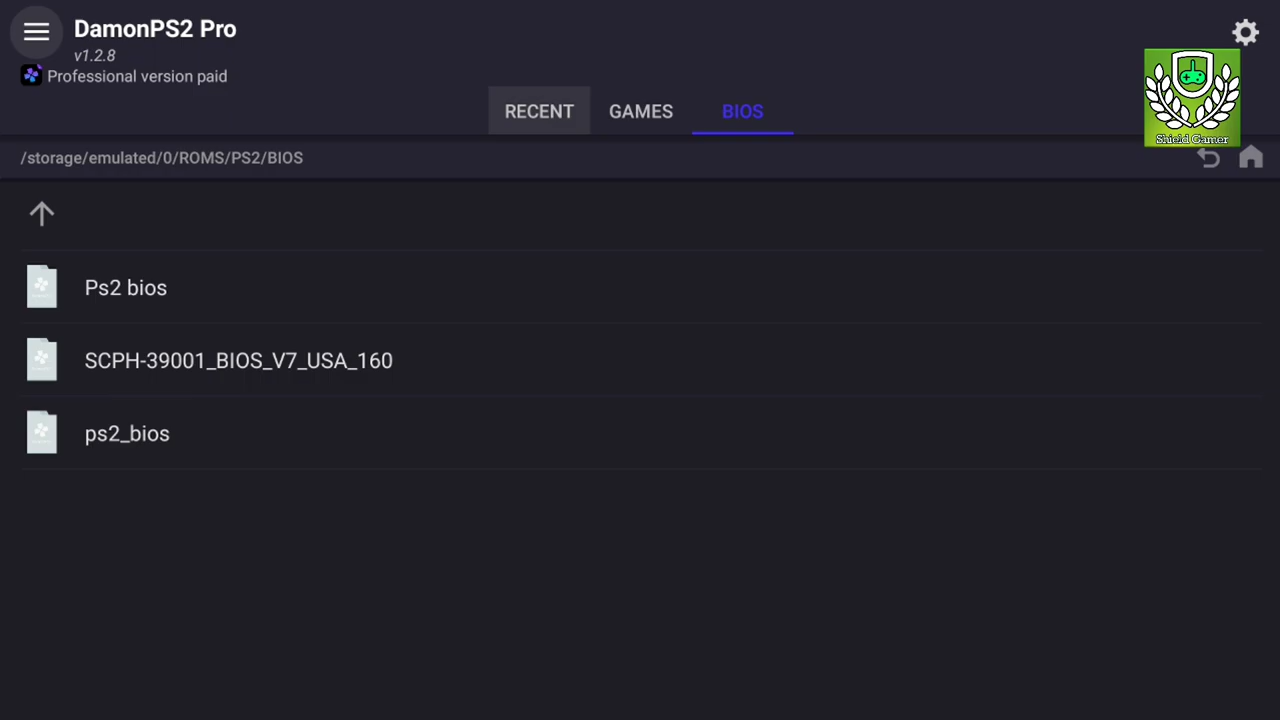 DamonPS2 Pro
v1.2.8
Professional version paid
RECENT GAMES BIOS
Shield Gamer
/storage/emulated/0/ROMS/PS2/BIOS
Ps2 bios
SCPH-39001_BIOS_V7_USA_160
ps2_bios